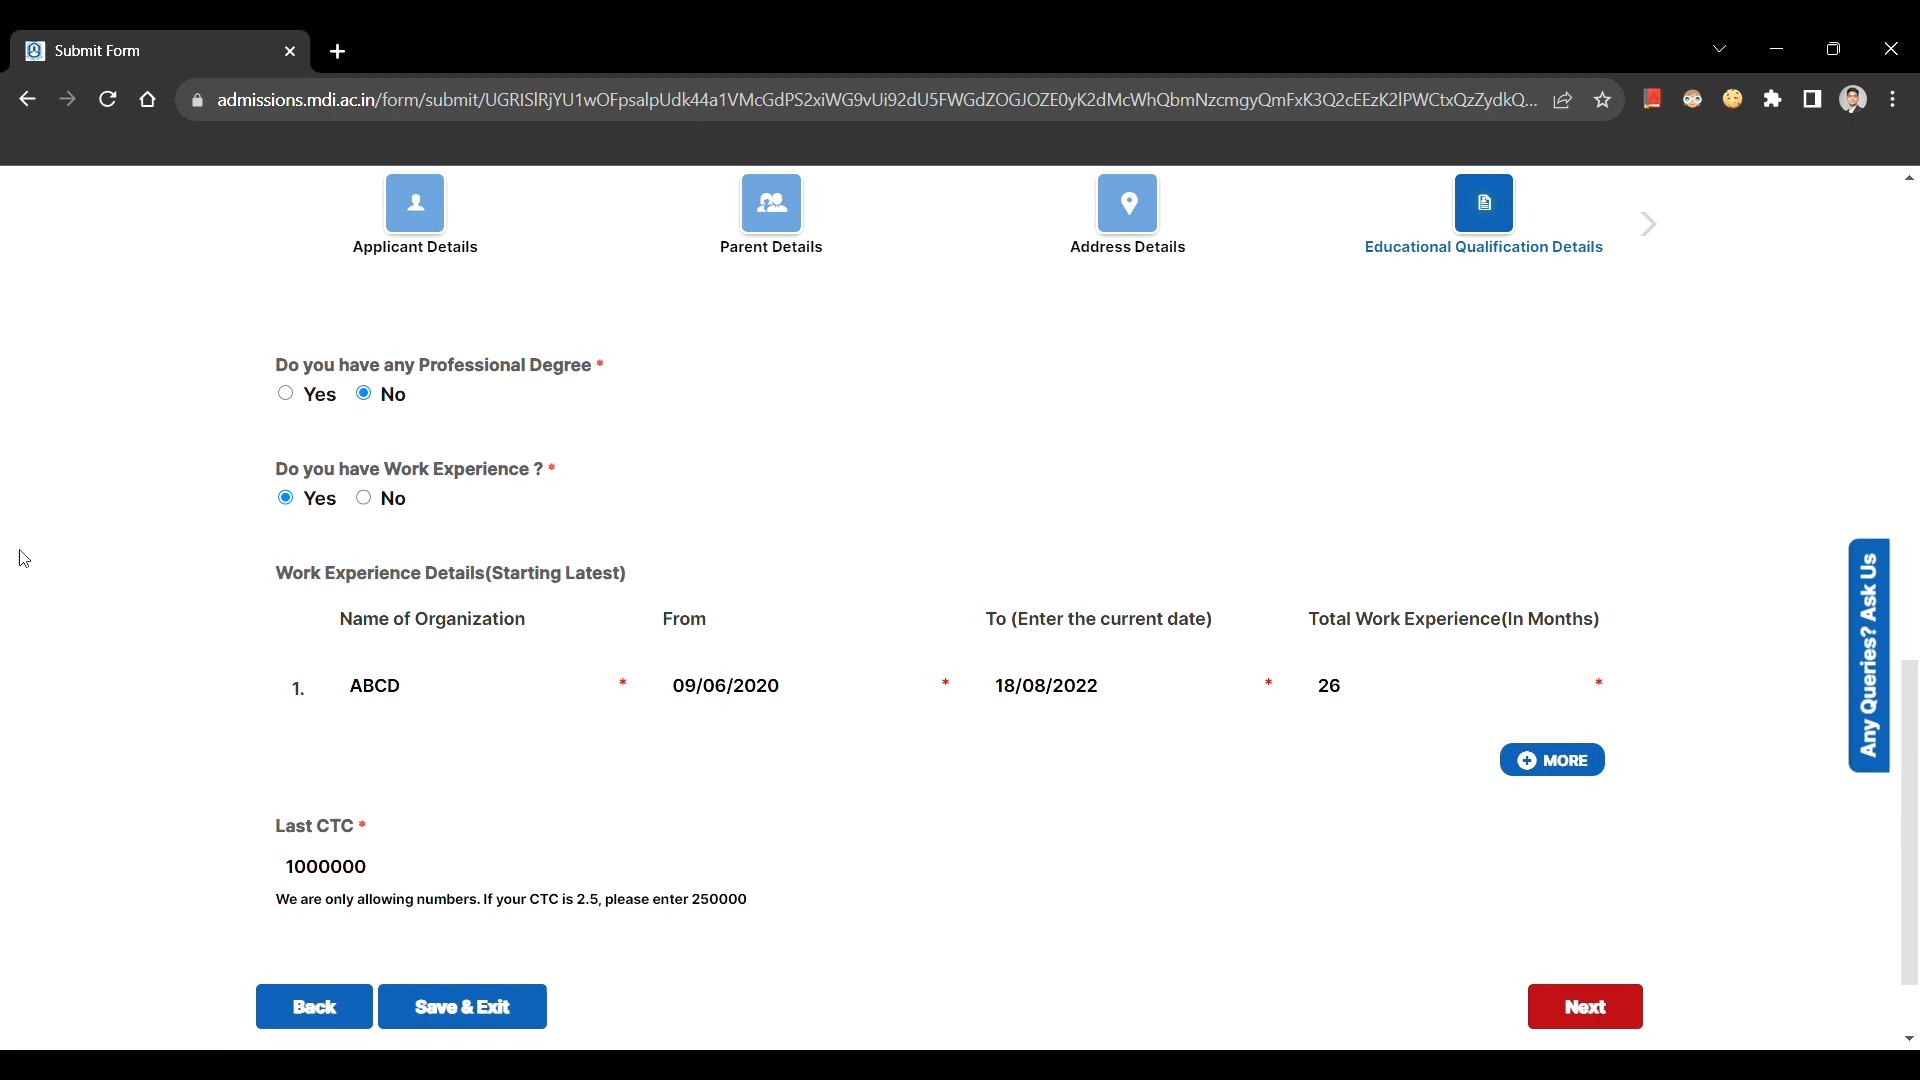 Submit Form
admissions.mdi.ac.in/form/submit/UGRISlRjYU1wOFpsalpUdk44a1VMcGdPS2xiWG9vUi92dU5FWGdZOGJOZE0yK2dMcWhQbmNzcmgyQmFxK3Q2cEEzK2lPWCtxQzZydkQ...
Applicant Details
Parent Details
Address Details
Educational Qualification Details
Do you have any Professional Degree *
Yes No
Do you have Work Experience ? *
Yes No
Work Experience Details(Starting Latest)
Name of Organization From To (Enter the current date) Total Work Experience(In Months)
1. ABCD * 09/06/2020 * 18/08/2022 * 26 *
MORE
Last CTC *
1000000
We are only allowing numbers. If your CTC is 2.5, please enter 250000
Back Save & Exit Next
Any Queries? Ask Us